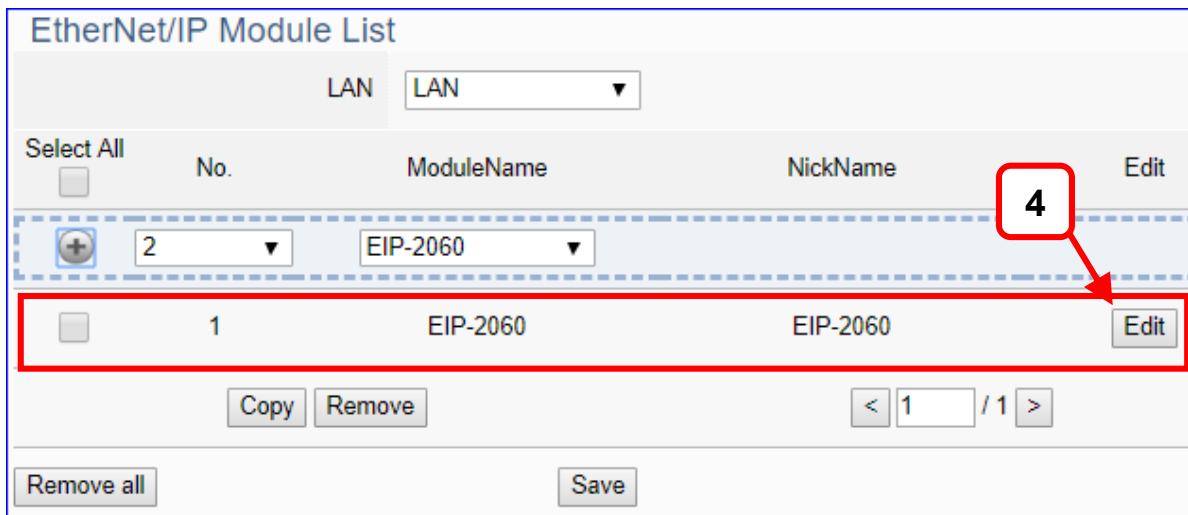 EtherNet/IP Module List
LAN LAN ▼
Select All No. ModuleName NickName Edit
4
2 ▼ EIP-2060 ▼
1 EIP-2060 EIP-2060 Edit
Copy Remove < 1 / 1 >
Remove all Save